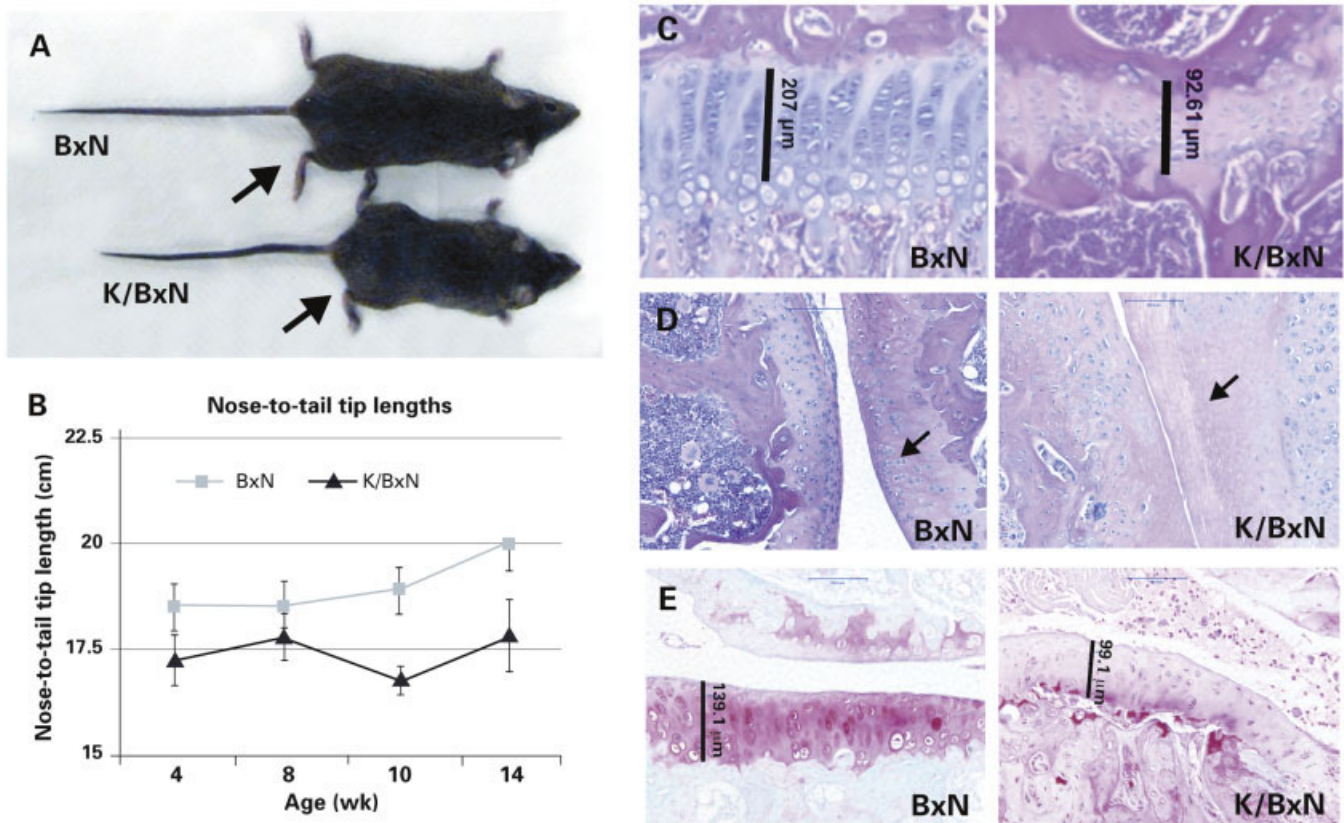 A
BxN
K/BxN
B
Nose-to-tail tip lengths
Nose-to-tail tip length (cm)
22.5
20
17.5
15
BxN
K/BxN
4 8 10 14
Age (wk)
C
207 µm
BxN
92.61 µm
K/BxN
D
BxN
K/BxN
E
139.1 µm
BxN
99.1 µm
K/BxN